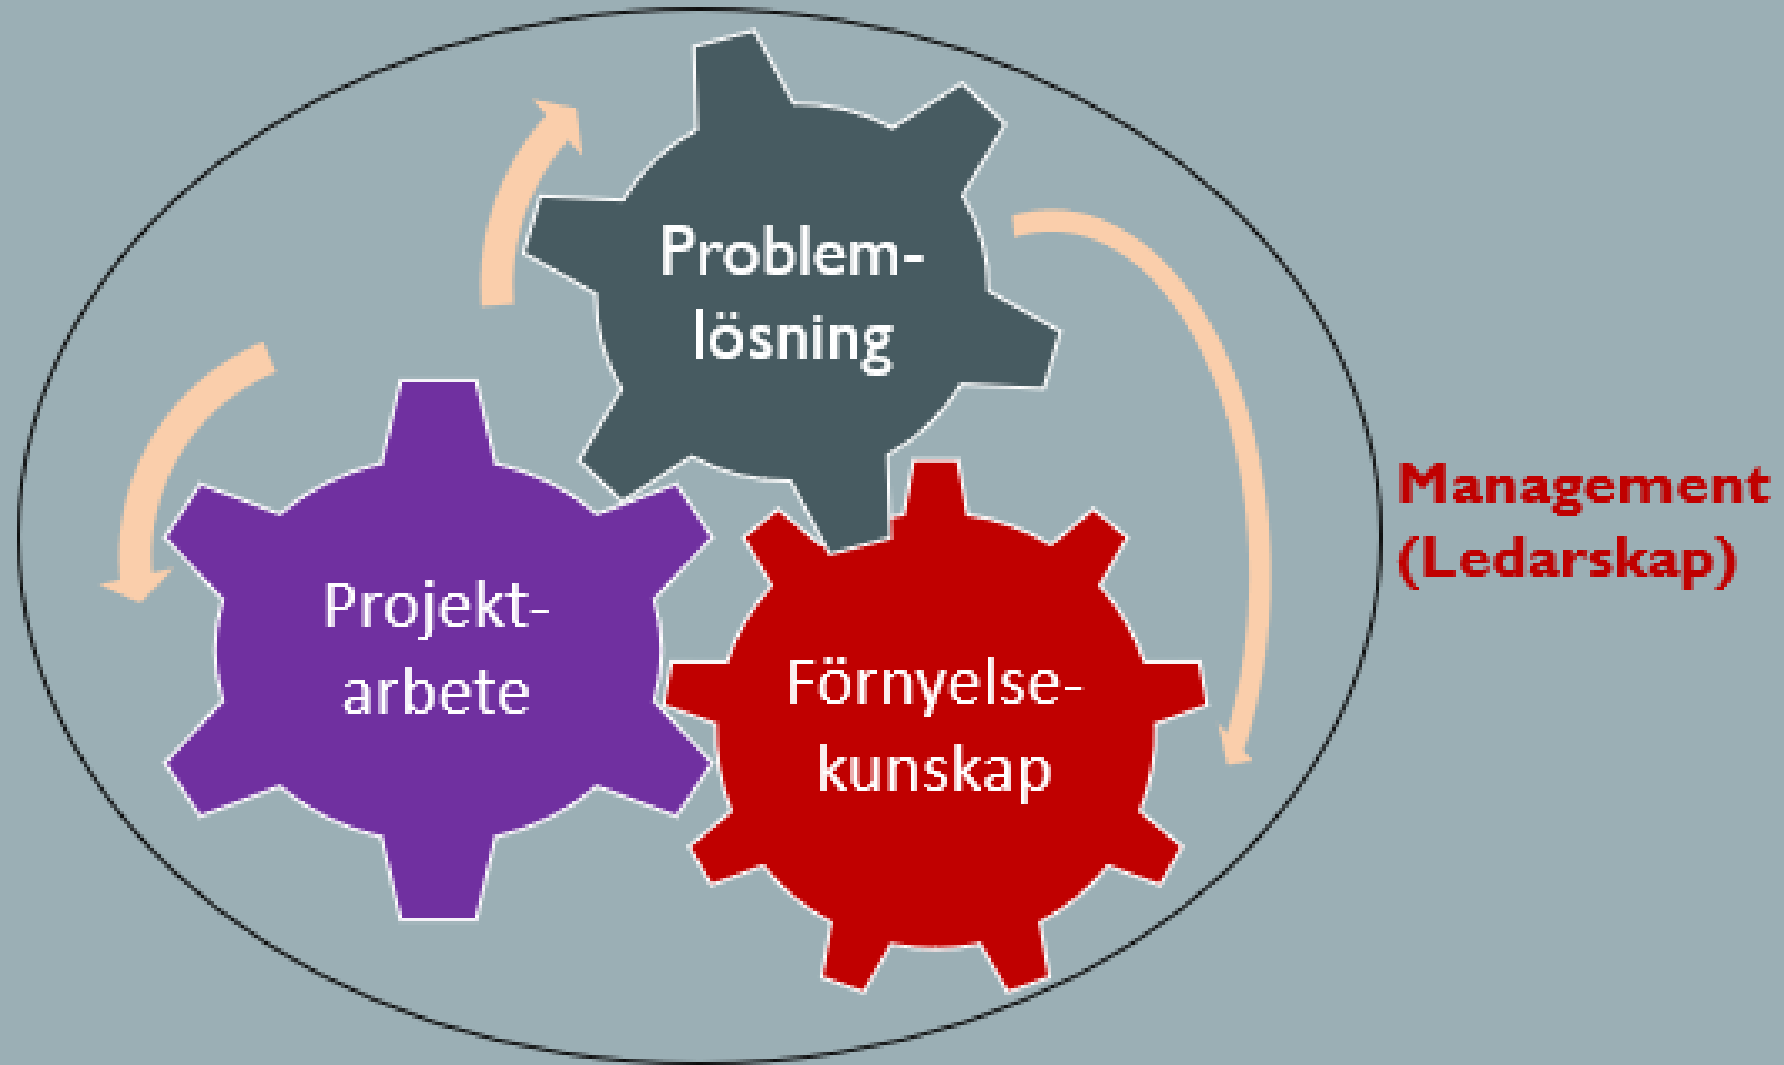 Problem-
lösning
Projekt-
arbete
Förnyelse-
kunskap
Management
(Ledarskap)